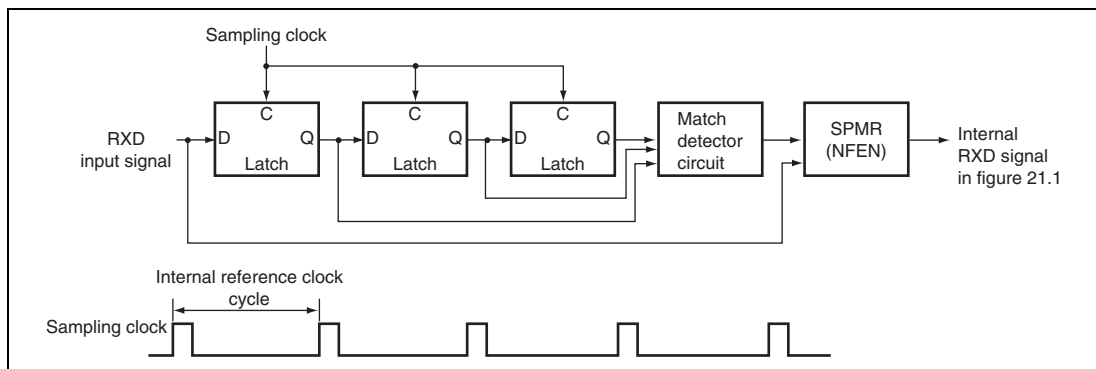 Sampling clock
C
C
C
RXD
input signal
D
Q
Latch
D
Q
Latch
D
Q
Latch
Match
detector
circuit
SPMR
(NFEN)
Internal
RXD signal
in figure 21.1
Internal reference clock
cycle
Sampling clock